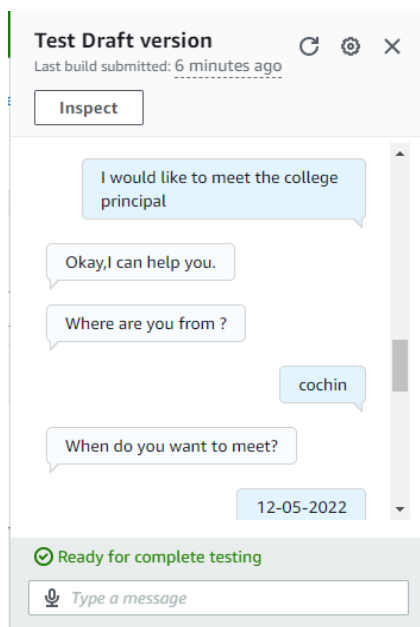 Test Draft version
Last build submitted: 6 minutes ago
Inspect
I would like to meet the college
principal
Okay,I can help you.
Where are you from ?
cochin
When do you want to meet?
12-05-2022
Ready for complete testing
Type a message